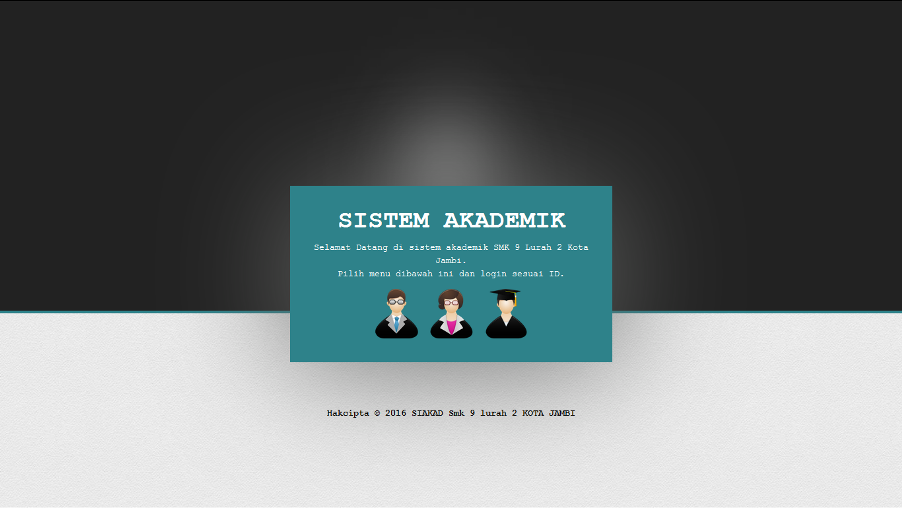 SISTEM AKADEMIK
Selamat Datang di sistem akademik SMK 9 Lurah 2 Kota
Jambi.
Pilih menu dibawah ini dan login sesuai ID.
Hakcipta © 2016 SIAKAD Smk 9 lurah 2 KOTA JAMBI